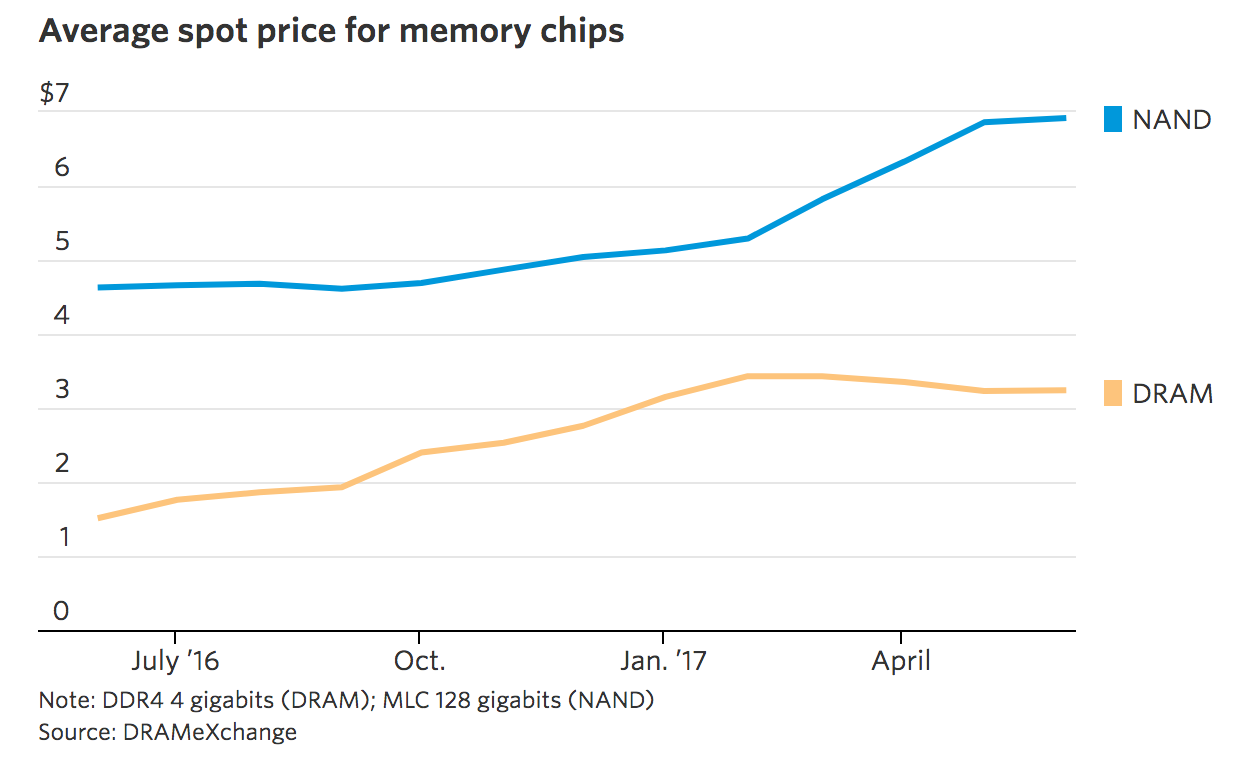 Average spot price for memory chips
$7
NAND
6
5
4
3
DRAM
2
1
0
July ’16 Oct. Jan. ’17 April
Note: DDR4 4 gigabits (DRAM); MLC 128 gigabits (NAND)
Source: DRAMeXchange